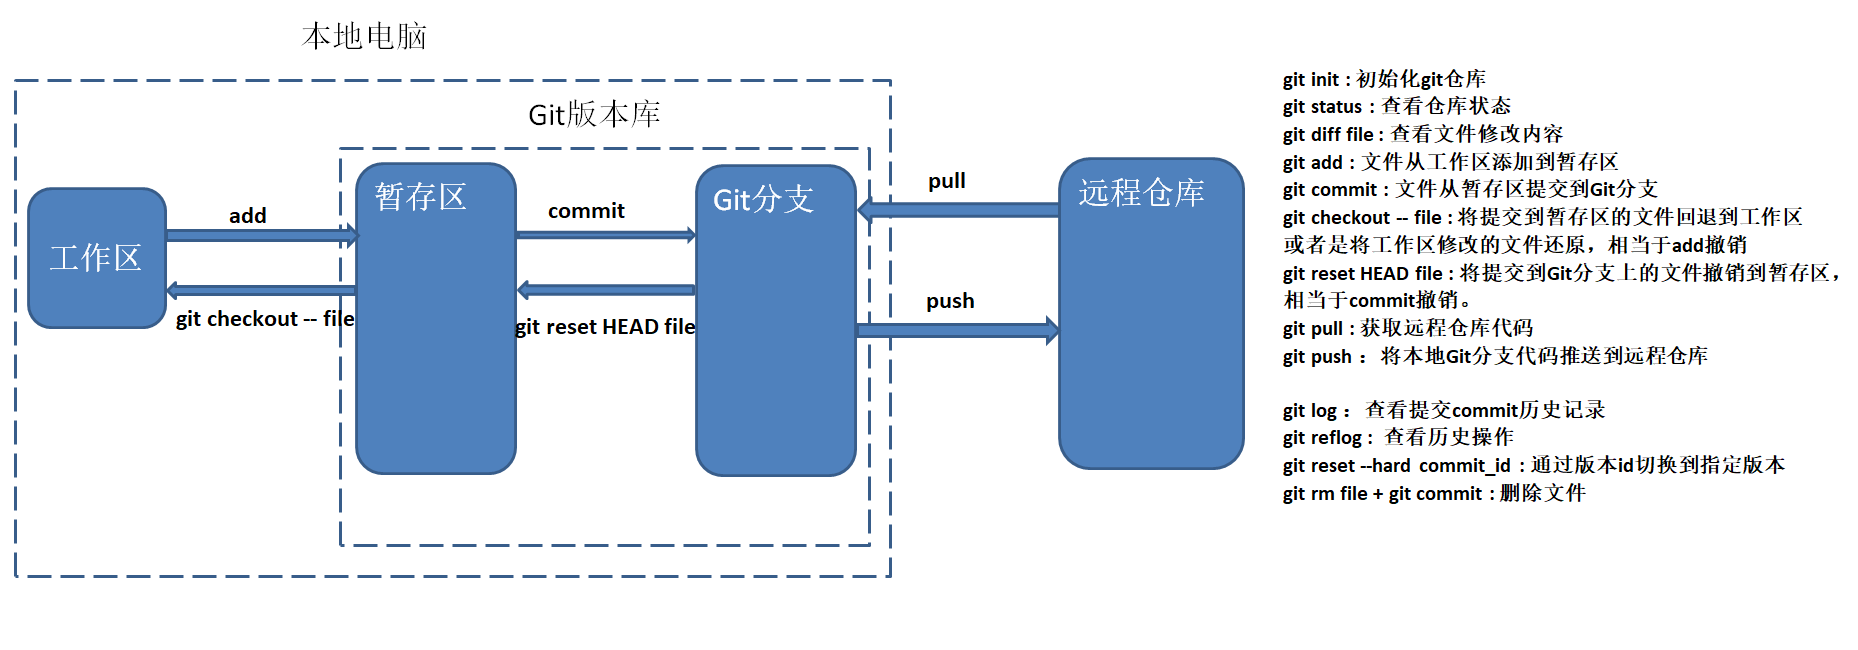 本地电脑
Git版本库
工作区
add
git checkout -- file
暂存区
commit
git reset HEAD file
Git分支
pull
push
远程仓库
git init : 初始化git仓库
git status : 查看仓库状态
git diff file : 查看文件修改内容
git add : 文件从工作区添加到暂存区
git commit : 文件从暂存区提交到Git分支
git checkout -- file : 将提交到暂存区的文件回退到工作区
或者是将工作区修改的文件还原，相当于add撤销
git reset HEAD file : 将提交到Git分支上的文件撤销到暂存区，
相当于commit撤销。
git pull : 获取远程仓库代码
git push ： 将本地Git分支代码推送到远程仓库
git log ： 查看提交commit历史记录
git reflog : 查看历史操作
git reset --hard commit_id : 通过版本id切换到指定版本
git rm file + git commit : 删除文件